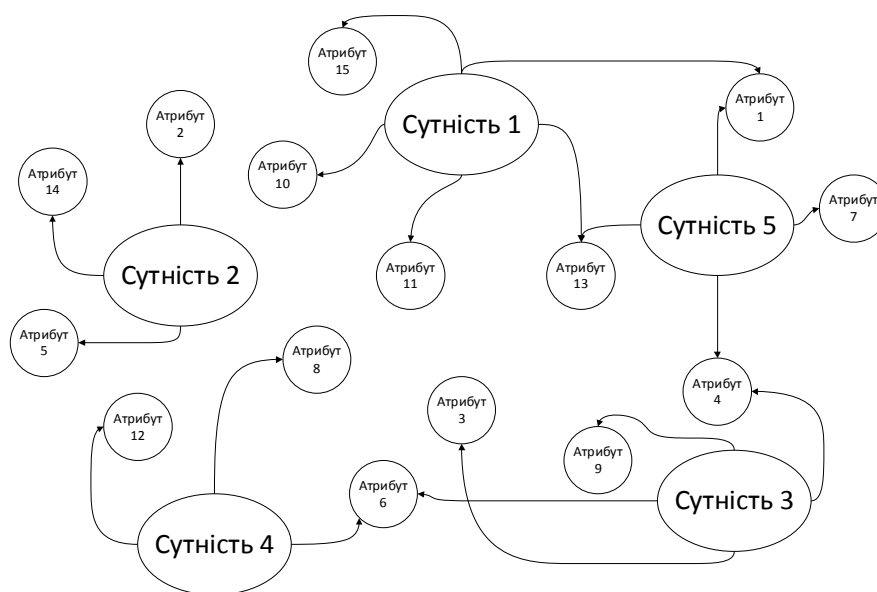 Атрибут
15
Сутність 1
Атрибут
1
Атрибут
2
Атрибут
10
Атрибут
14
Атрибут
7
Сутність 5
Сутність 2
Атрибут
11
Атрибут
13
Атрибут
5
Атрибут
8
Атрибут
4
Атрибут
3
Атрибут
12
Атрибут
9
Атрибут
6
Сутність 3
Сутність 4